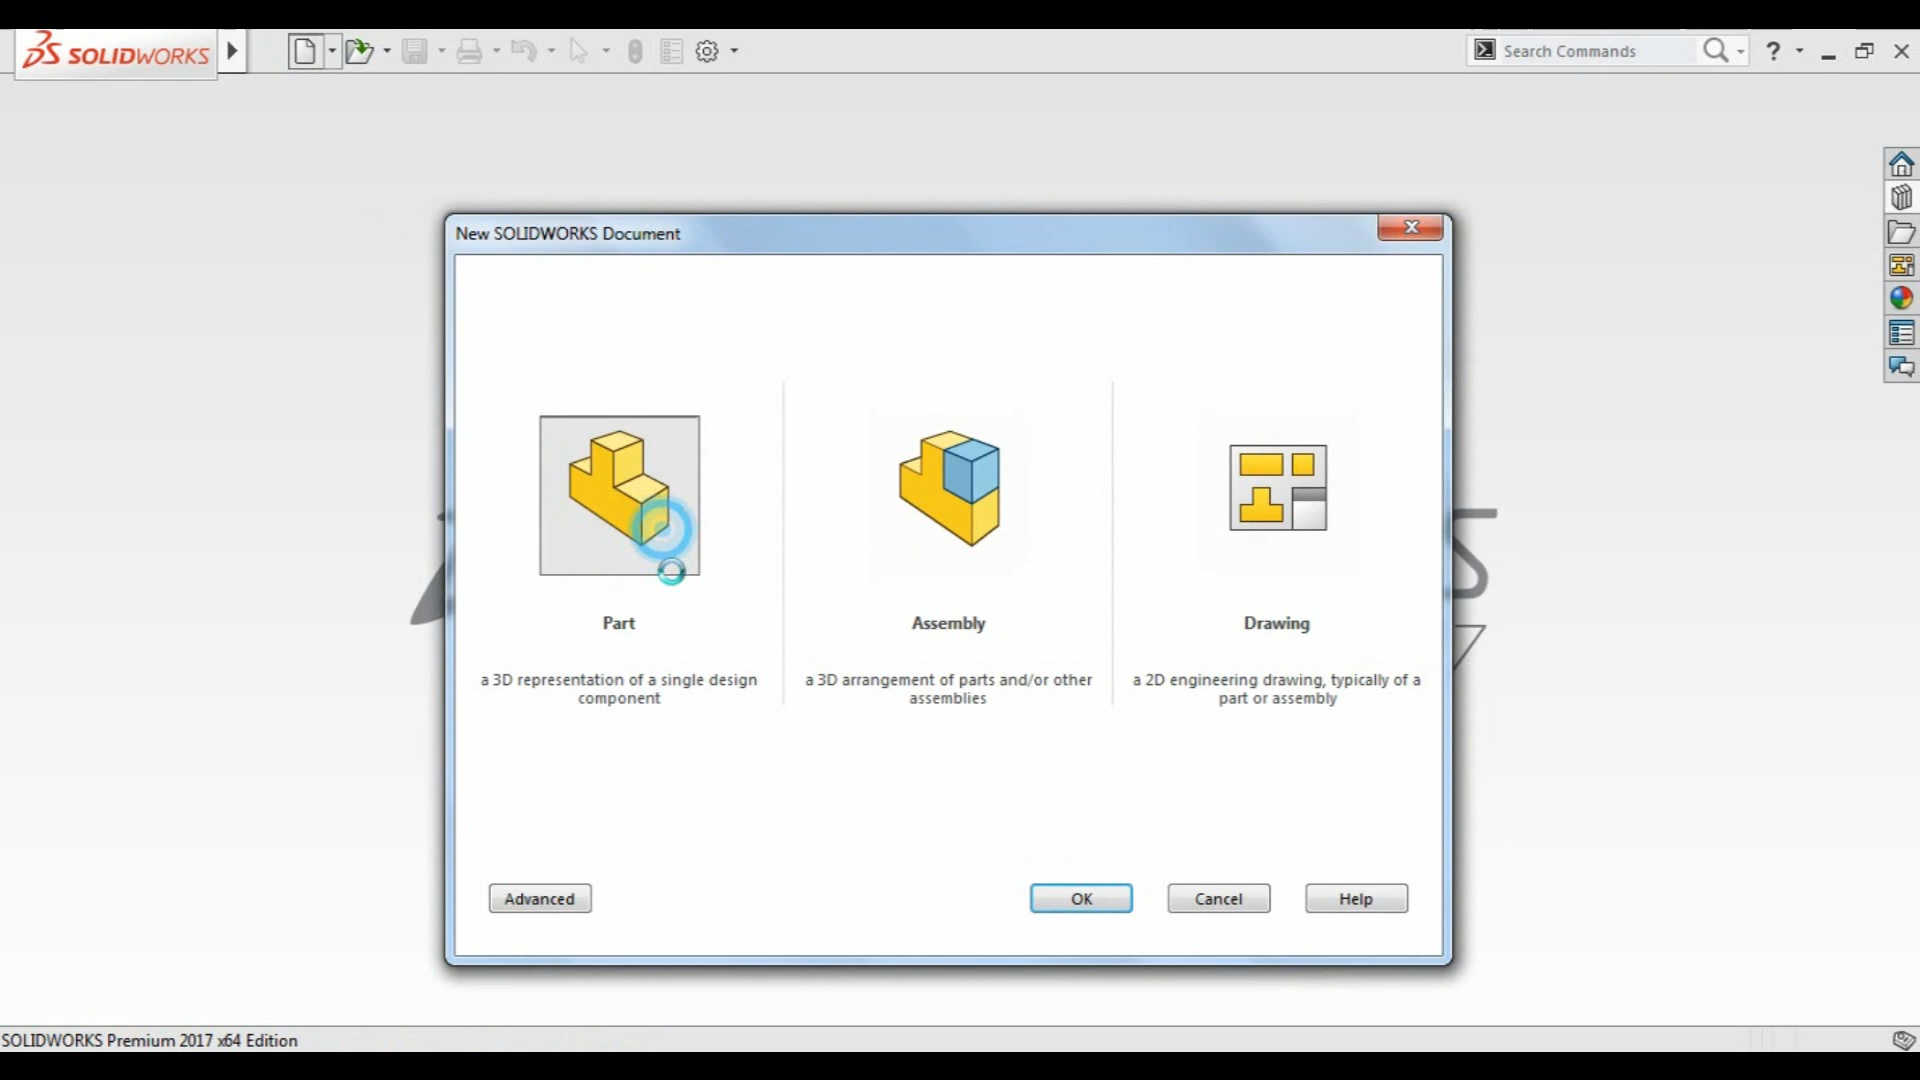 SOLIDWORKS
Search Commands
New SOLIDWORKS Document
Part
Assembly
Drawing
a 3D representation of a single design
component
a 3D arrangement of parts and/or other
assemblies
a 2D engineering drawing, typically of a
part or assembly
Advanced
OK
Cancel
Help
SOLIDWORKS Premium 2017 x64 Edition